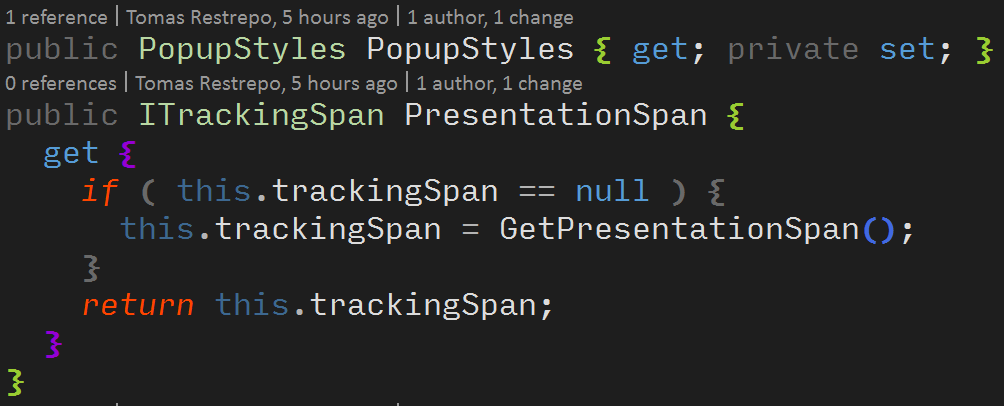 1 reference | Tomas Restrepo, 5 hours ago | 1 author, 1 change
public PopupStyles PopupStyles { get; private set; }
0 references | Tomas Restrepo, 5 hours ago | 1 author, 1 change
public ITrackingSpan PresentationSpan {
  get {
    if ( this.trackingSpan == null ) {
      this.trackingSpan = GetPresentationSpan();
    }
    return this.trackingSpan;
  }
}